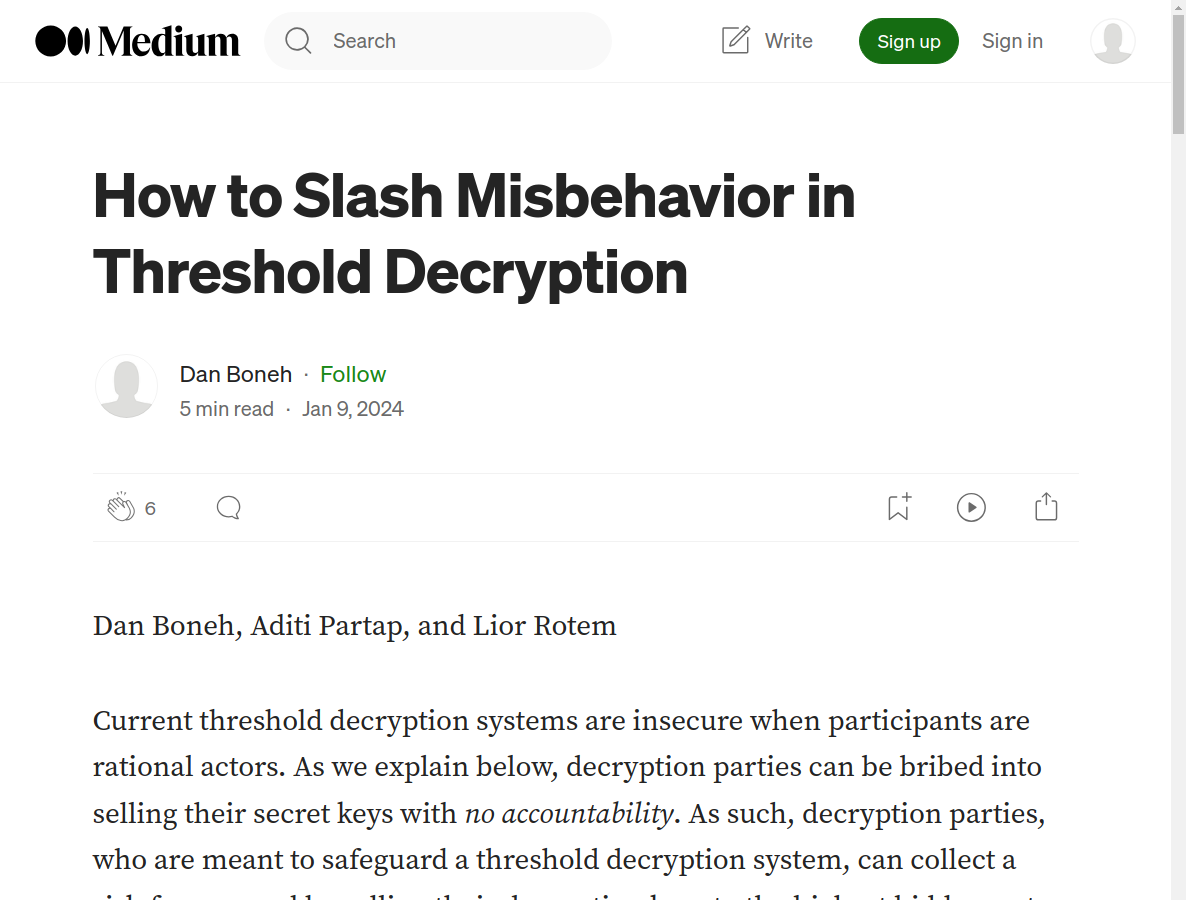 Medium
Search
Write
Sign up
Sign in
How to Slash Misbehavior in
Threshold Decryption
Dan Boneh · Follow
5 min read · Jan 9, 2024
6
Dan Boneh, Aditi Partap, and Lior Rotem
Current threshold decryption systems are insecure when participants are
rational actors. As we explain below, decryption parties can be bribed into
selling their secret keys with no accountability. As such, decryption parties,
who are meant to safeguard a threshold decryption system, can collect a